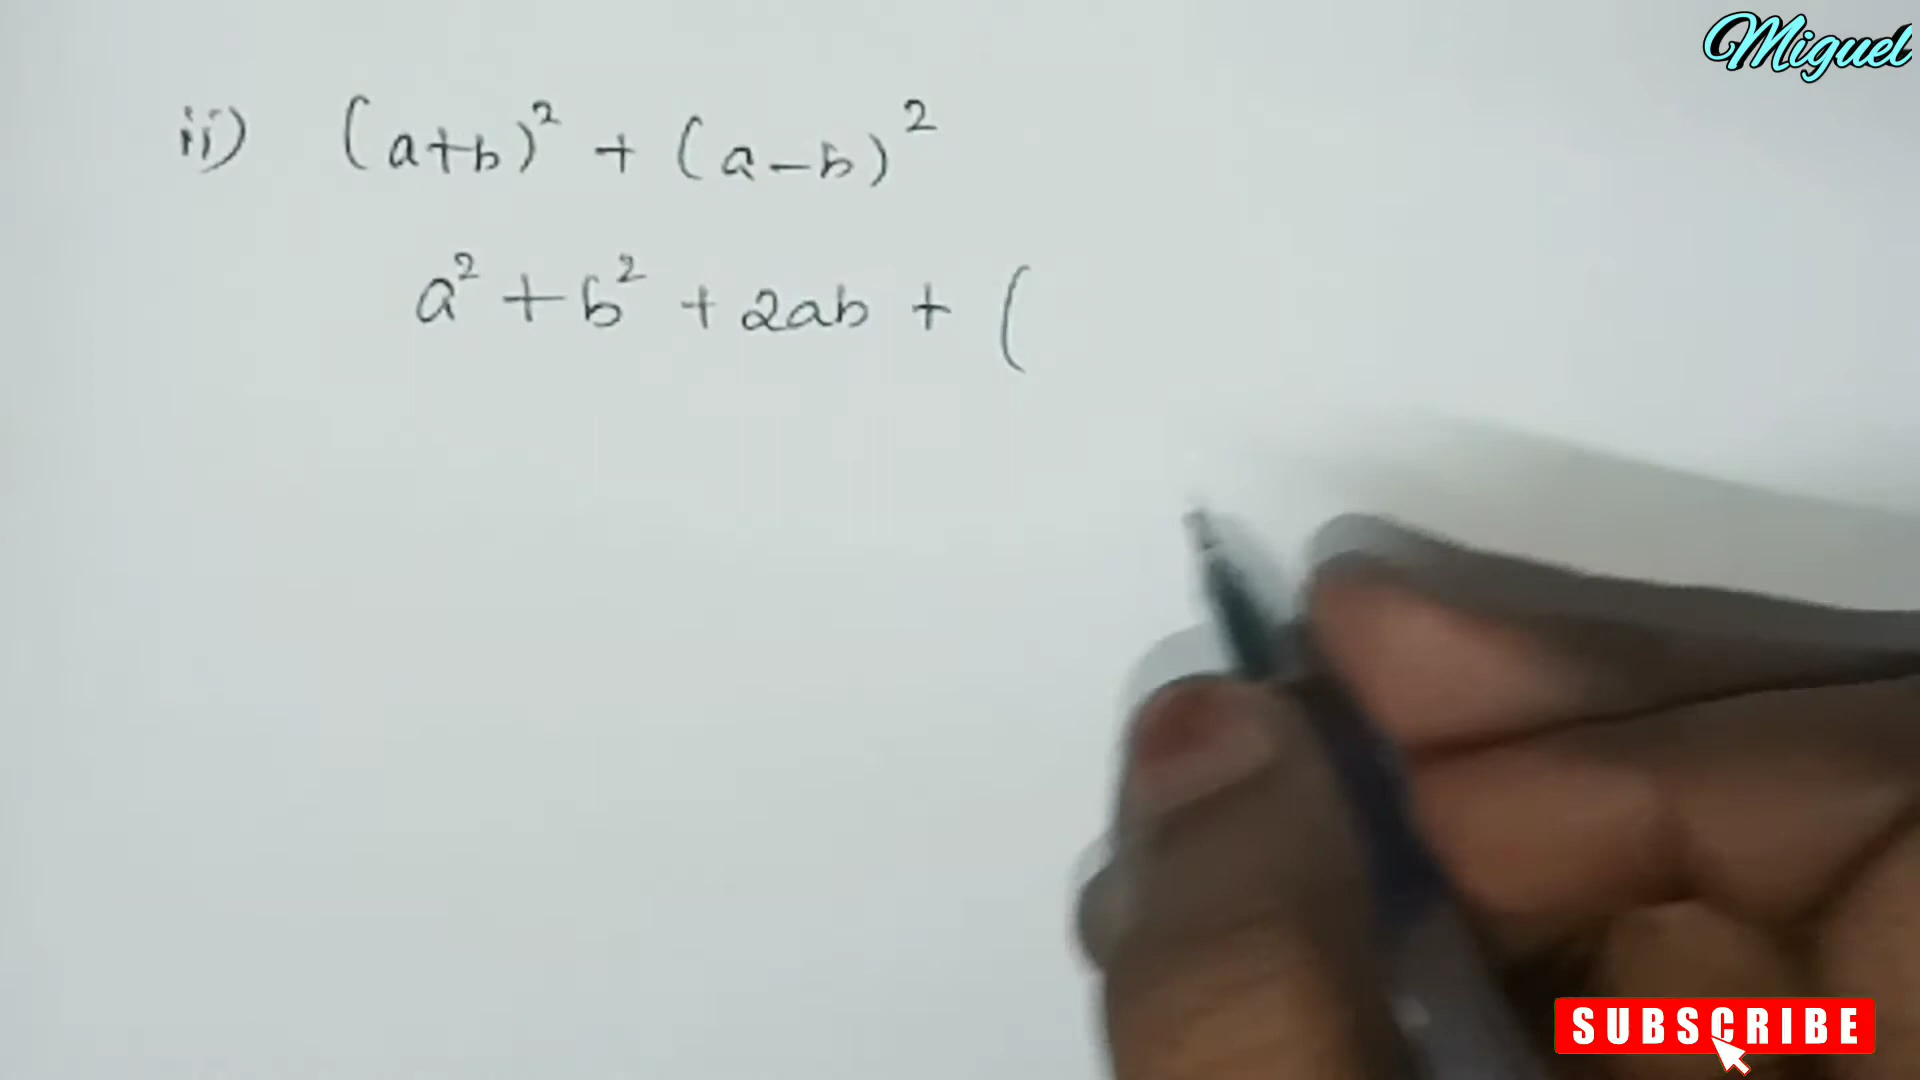 Miguel
ii) (a+b)² + (a-b)²
a² + b² + 2ab + (
SUBSCRIBE